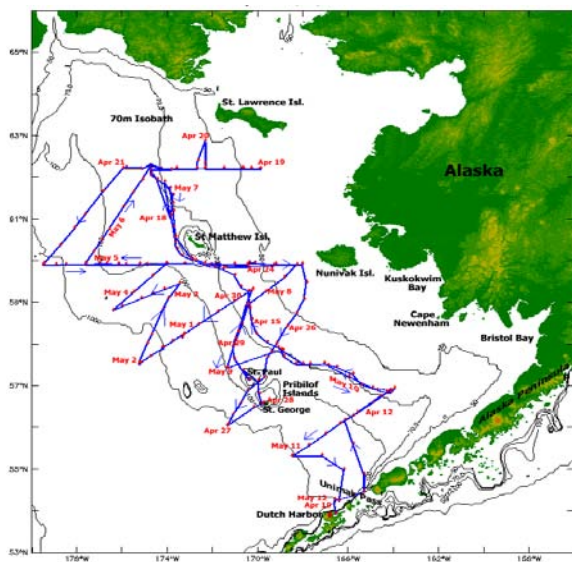 65°N
St. Lawrence Isl.
70m Isobath
63°N
Apr 20
Apr 21
Apr 19
Alaska
May 7
May 6
Apr 18
61°N
St Matthew Isl.
May 5
Apr 24
Nunivak Isl.
Kuskokwim
Bay
59°N
May 4
May 3
Apr 30
May 8
Cape
Newenham
May 1
Apr 15
Apr 26
Bristol Bay
Apr 29
May 2
57°N
May 9
St. Paul
Pribilof
Islands
May 10
Apr 28
St. George
Apr 12
Alaska Peninsula
Apr 27
May 11
55°N
Unimak Pass
May 13
Apr 10
Dutch Harbor
53°N
178°W
174°W
170°W
166°W
162°W
158°W